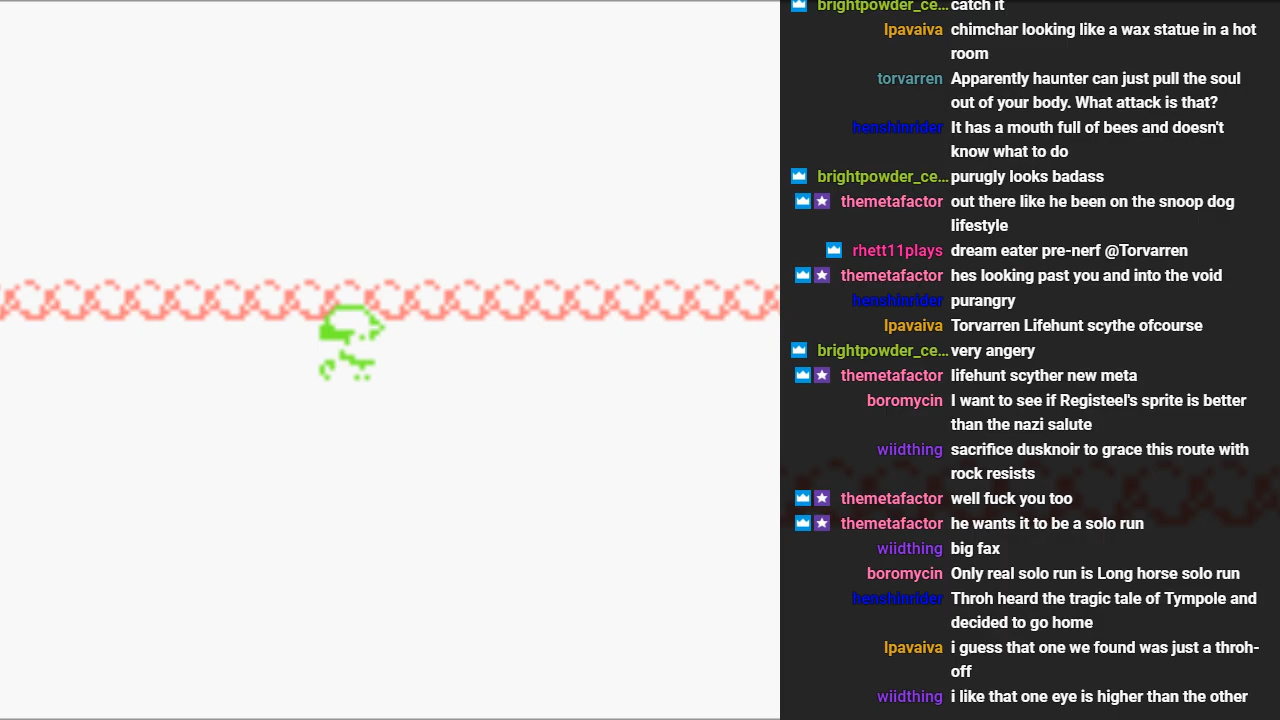 brightpowder_ce... catch it
lpavaiva chimchar looking like a wax statue in a hot
room
torvarren Apparently haunter can just pull the soul
out of your body. What attack is that?
henshinrider It has a mouth full of bees and doesn't
know what to do
brightpowder_ce... purugly looks badass
themetafactor out there like he been on the snoop dog
lifestyle
rhett11plays dream eater pre-nerf @Torvarren
themetafactor hes looking past you and into the void
henshinrider purangry
lpavaiva Torvarren Lifehunt scythe ofcourse
brightpowder_ce... very angery
themetafactor lifehunt scyther new meta
boromycin I want to see if Registeel's sprite is better
than the nazi salute
wiidthing sacrifice dusknoir to grace this route with
rock resists
themetafactor well fuck you too
themetafactor he wants it to be a solo run
wiidthing big fax
boromycin Only real solo run is Long horse solo run
henshinrider Throh heard the tragic tale of Tympole and
decided to go home
lpavaiva i guess that one we found was just a throh-
off
wiidthing i like that one eye is higher than the other